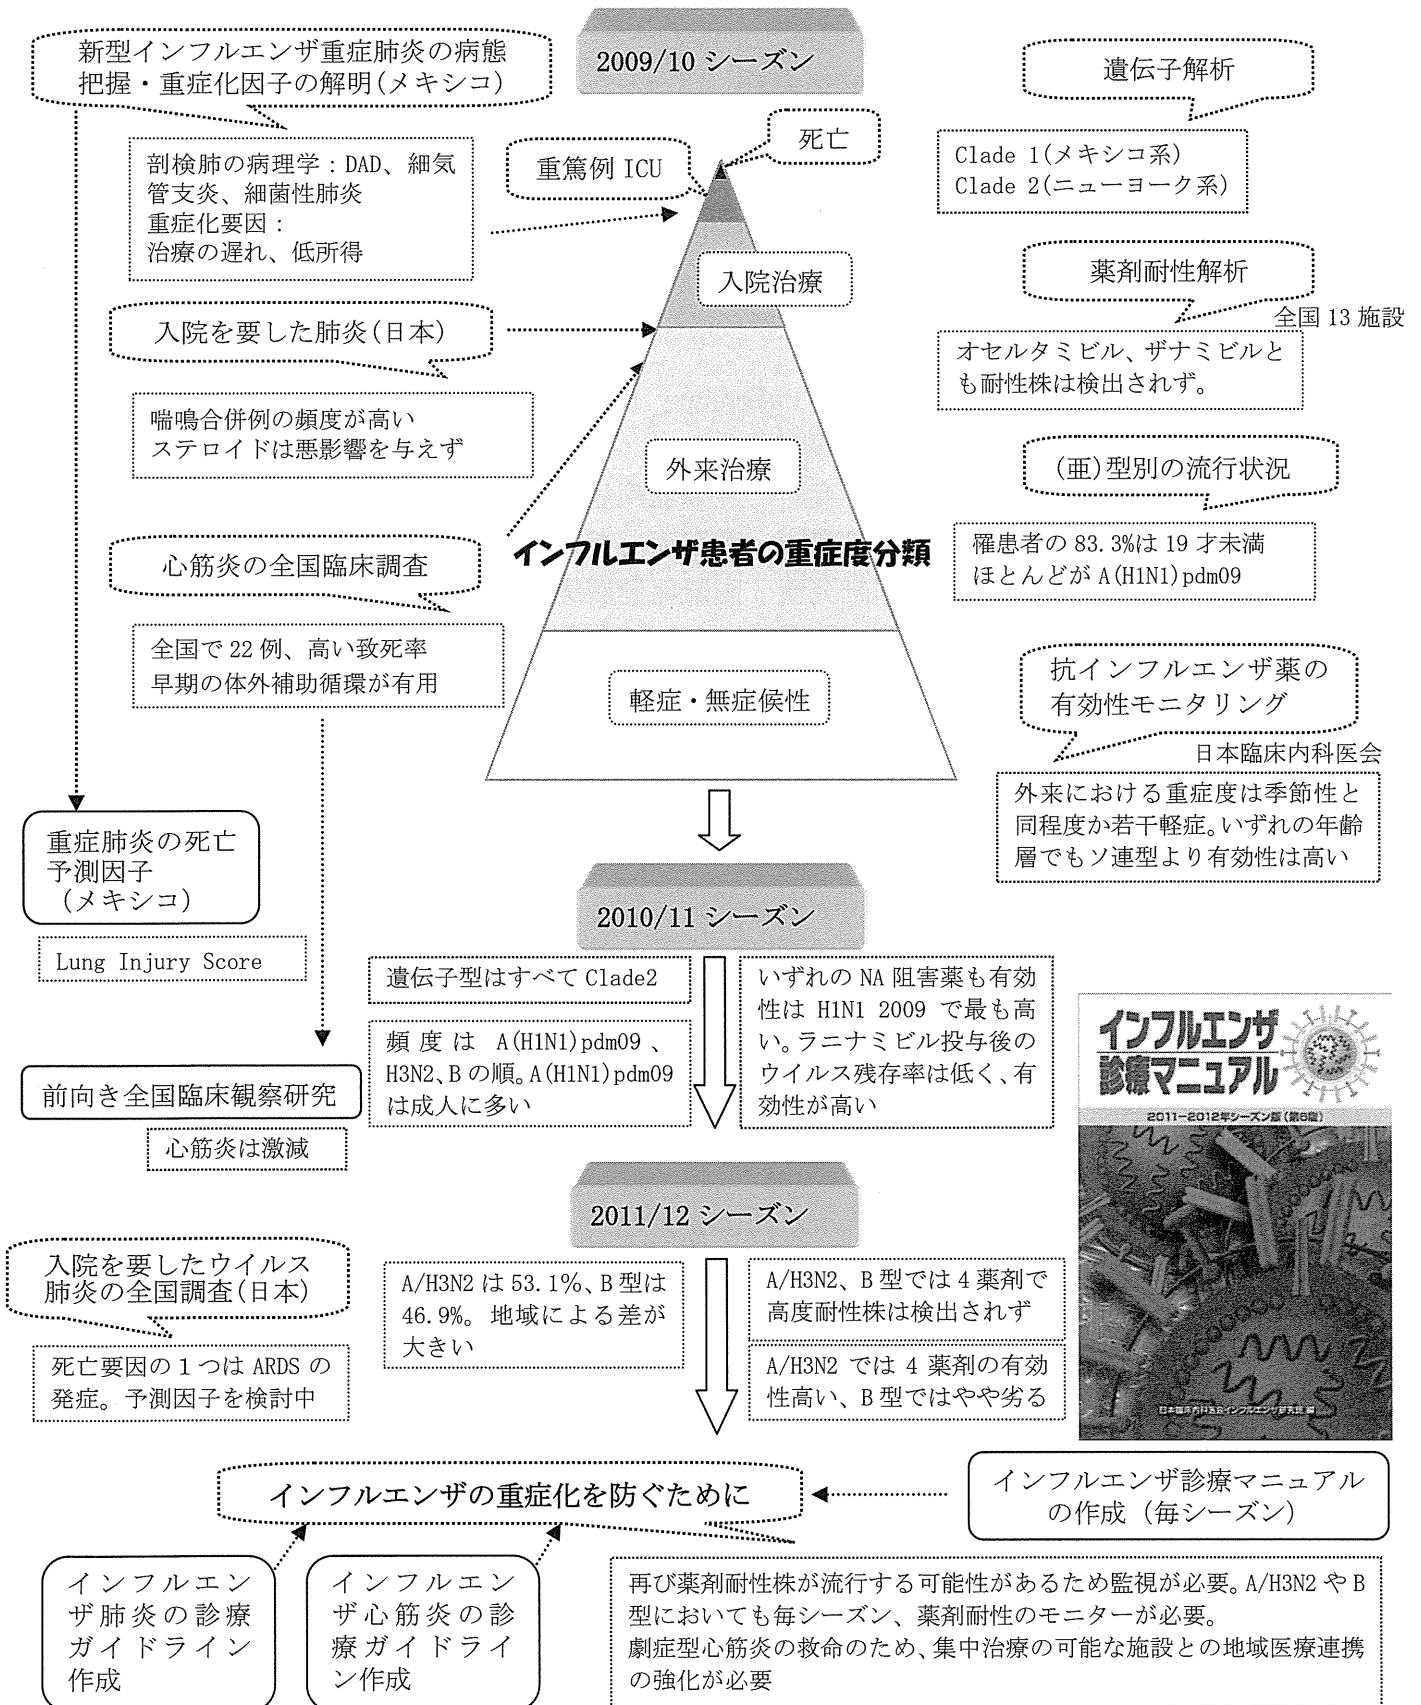 2009/10 シーズン
新型インフルエンザ重症肺炎の病態
把握・重症化因子の解明(メキシコ)
剖検肺の病理学：DAD、細気
管支炎、細菌性肺炎
重症化要因：
治療の遅れ、低所得
入院を要した肺炎(日本)
喘鳴合併例の頻度が高い
ステロイドは悪影響を与えず
心筋炎の全国臨床調査
全国で22例、高い致死率
早期の体外補助循環が有用
死亡
重篤例 ICU
入院治療
外来治療
インフルエンザ患者の重症度分類
軽症・無症候性
遺伝子解析
Clade 1(メキシコ系)
Clade 2(ニューヨーク系)
薬剤耐性解析
全国 13 施設
オセルタミビル、ザナミビルと
も耐性株は検出されず。
(亜)型別の流行状況
罹患者の 83.3%は 19 才未満
ほとんどが A(H1N1)pdm09
抗インフルエンザ薬の
有効性モニタリング
日本臨床内科医会
外来における重症度は季節性と
同程度か若干軽症。いずれの年齢
層でもソ連型より有効性は高い
重症肺炎の死亡
予測因子
(メキシコ)
Lung Injury Score
前向き全国臨床観察研究
心筋炎は激減
2010/11 シーズン
遺伝子型はすべて Clade2
頻度は A(H1N1)pdm09、
H3N2、B の順。A(H1N1)pdm09
は成人に多い
いずれの NA 阻害薬も有効
性は H1N1 2009 で最も高
い。ラニナミビル投与後の
ウイルス残存率は低く、有
効性が高い
インフルエンザ
診療マニュアル
2011-2012年シーズン版(第6版)
日本臨床内科医会インフルエンザ研究班 編
2011/12 シーズン
入院を要したウイルス
肺炎の全国調査(日本)
死亡要因の１つは ARDS の
発症。予測因子を検討中
A/H3N2 は 53.1%、B 型は
46.9%。地域による差が
大きい
A/H3N2、B 型では 4 薬剤で
高度耐性株は検出されず
A/H3N2 では 4 薬剤の有効
性高い、B 型ではやや劣る
インフルエンザの重症化を防ぐために
インフルエンザ診療マニュアル
の作成（毎シーズン）
インフルエン
ザ肺炎の診療
ガイドライン
作成
インフルエン
ザ心筋炎の診
療ガイドライ
ン作成
再び薬剤耐性株が流行する可能性があるため監視が必要。A/H3N2 や B
型においても毎シーズン、薬剤耐性のモニターが必要。
劇症型心筋炎の救命のため、集中治療の可能な施設との地域医療連携
の強化が必要